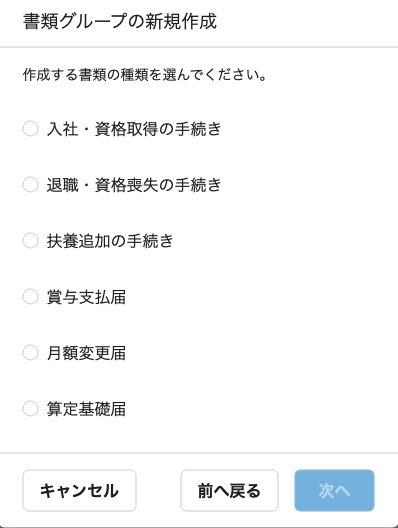 書類グループの新規作成
作成する書類の種類を選んでください。
入社・資格取得の手続き
退職・資格喪失の手続き
扶養追加の手続き
賞与支払届
月額変更届
算定基礎届
キャンセル 前へ戻る 次へ